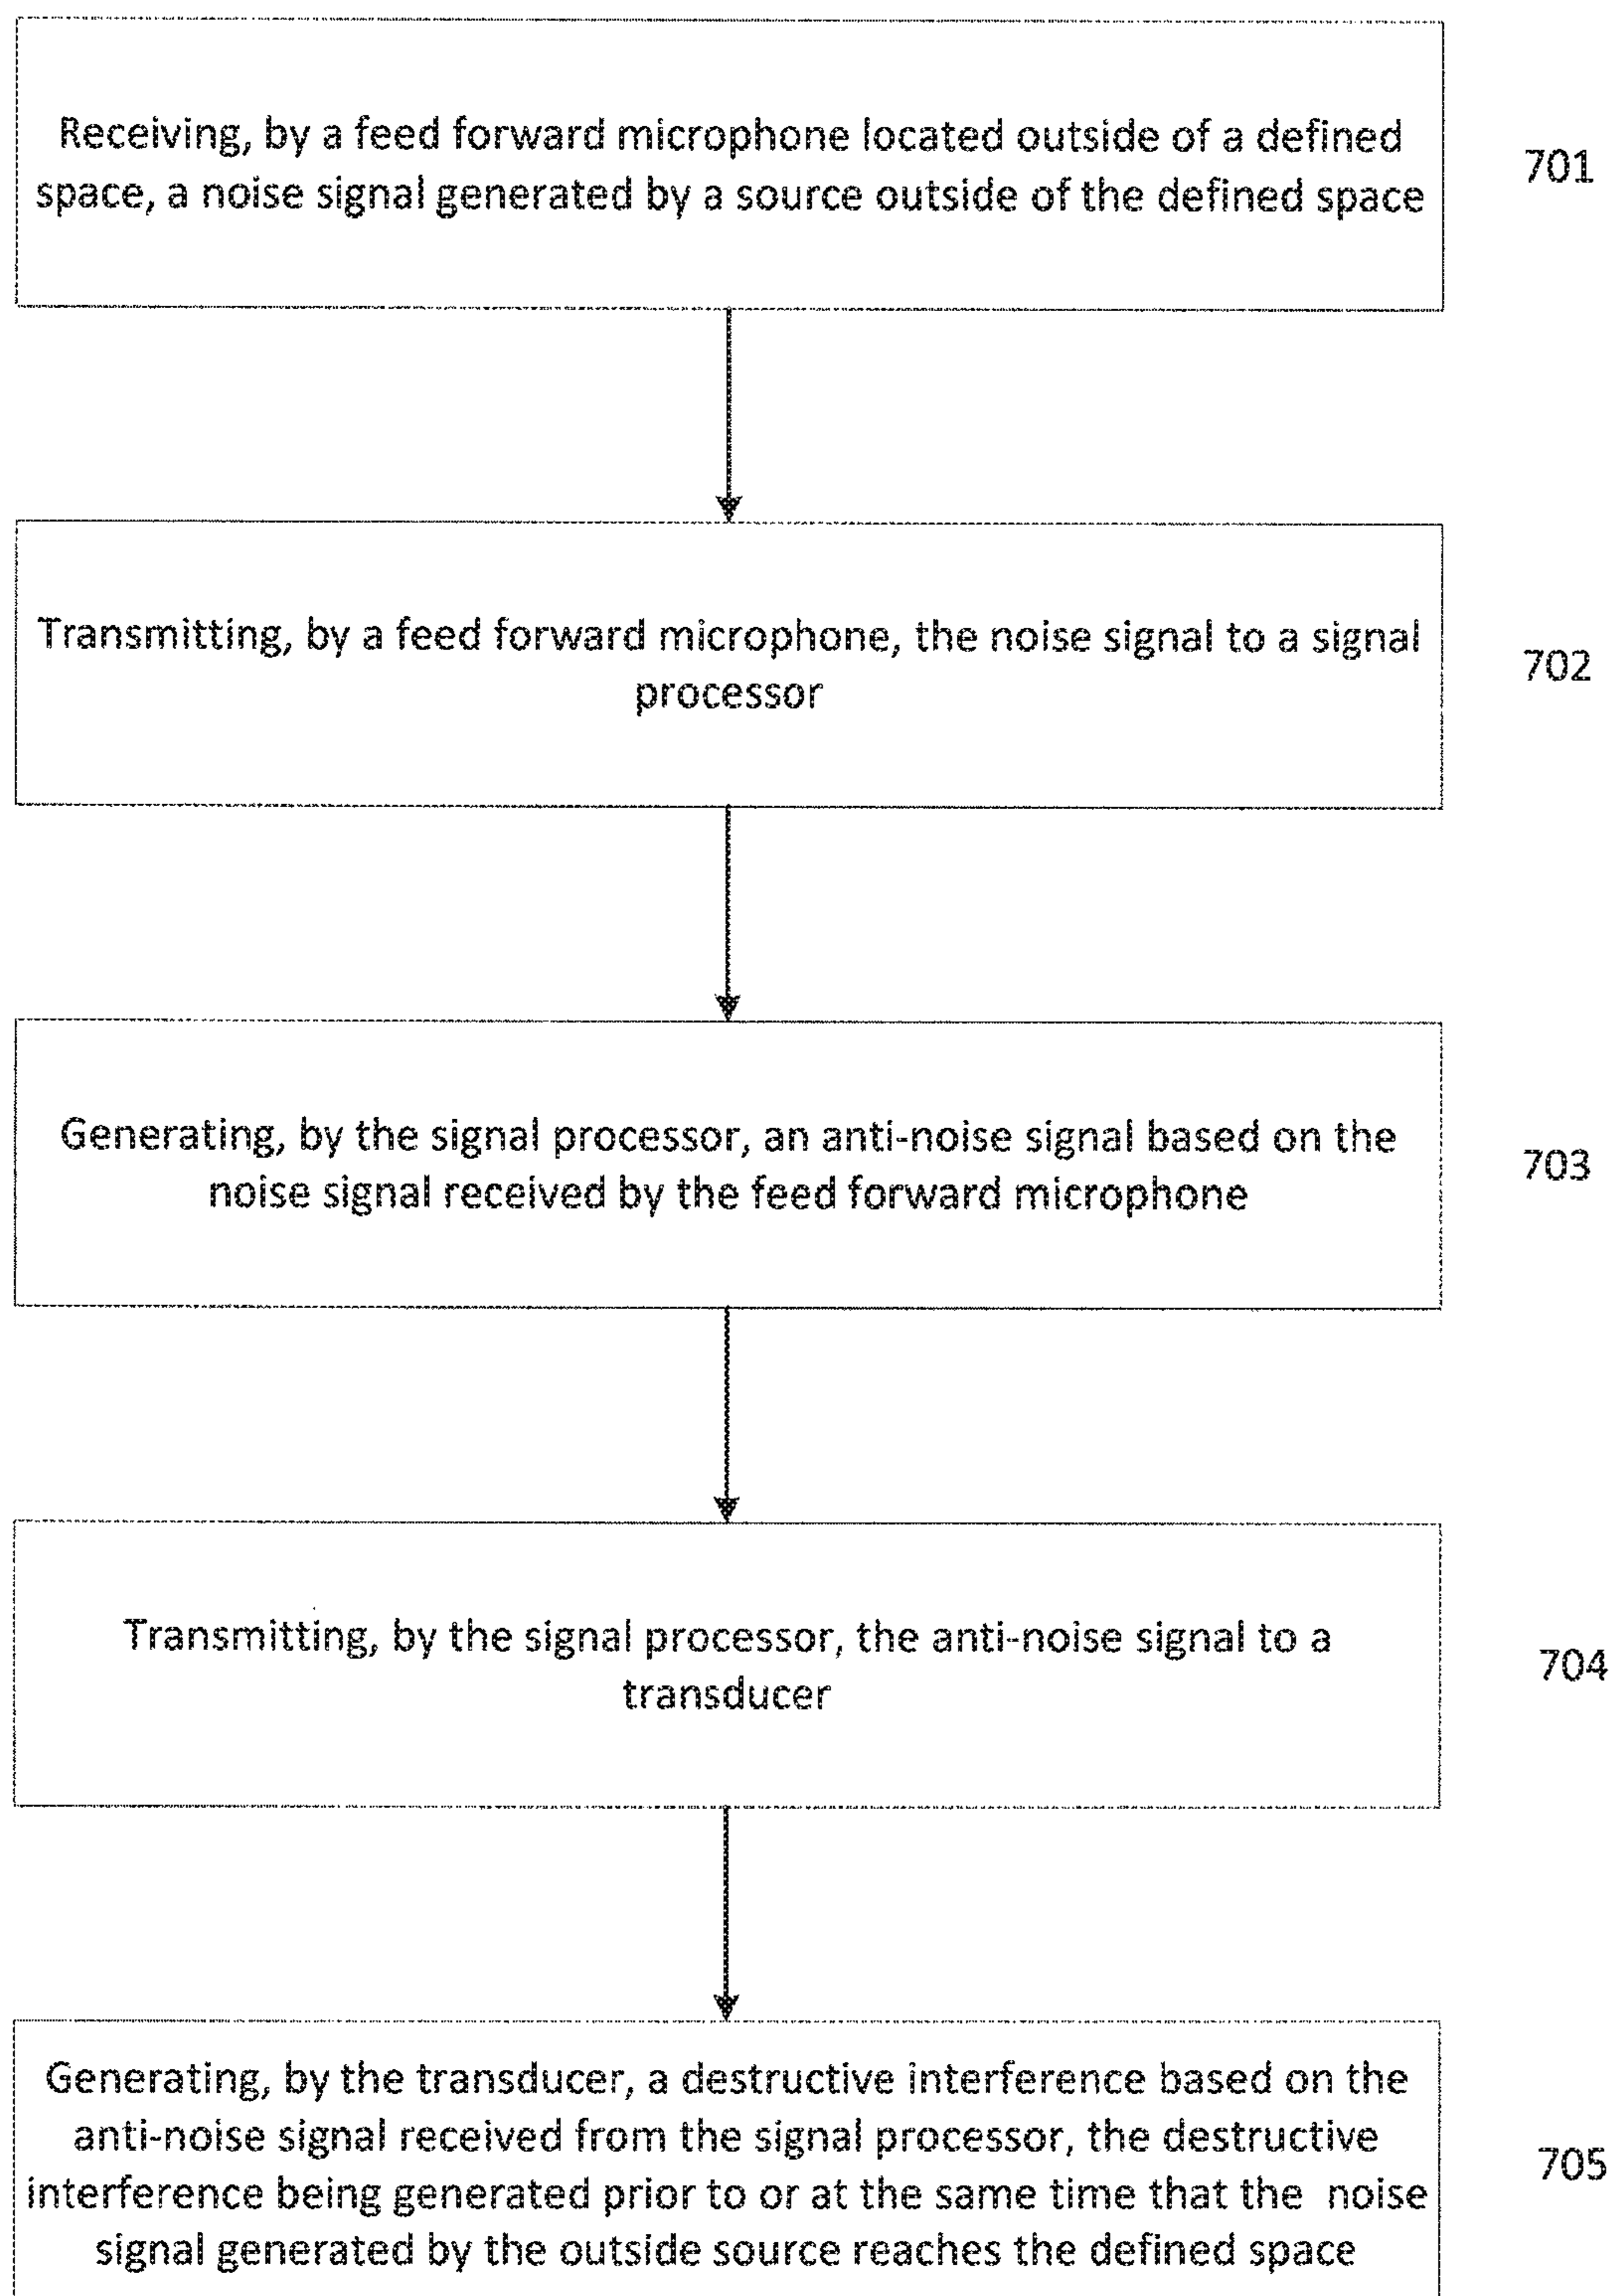 Receiving, by a feed forward microphone located outside of a defined
space, a noise signal generated by a source outside of the defined space
701
Transmitting, by a feed forward microphone, the noise signal to a signal
processor
702
Generating, by the signal processor, an anti-noise signal based on the
noise signal received by the feed forward microphone
703
Transmitting, by the signal processor, the anti-noise signal to a
transducer
704
Generating, by the transducer, a destructive interference based on the
anti-noise signal received from the signal processor, the destructive
interference being generated prior to or at the same time that the noise
signal generated by the outside source reaches the defined space
705